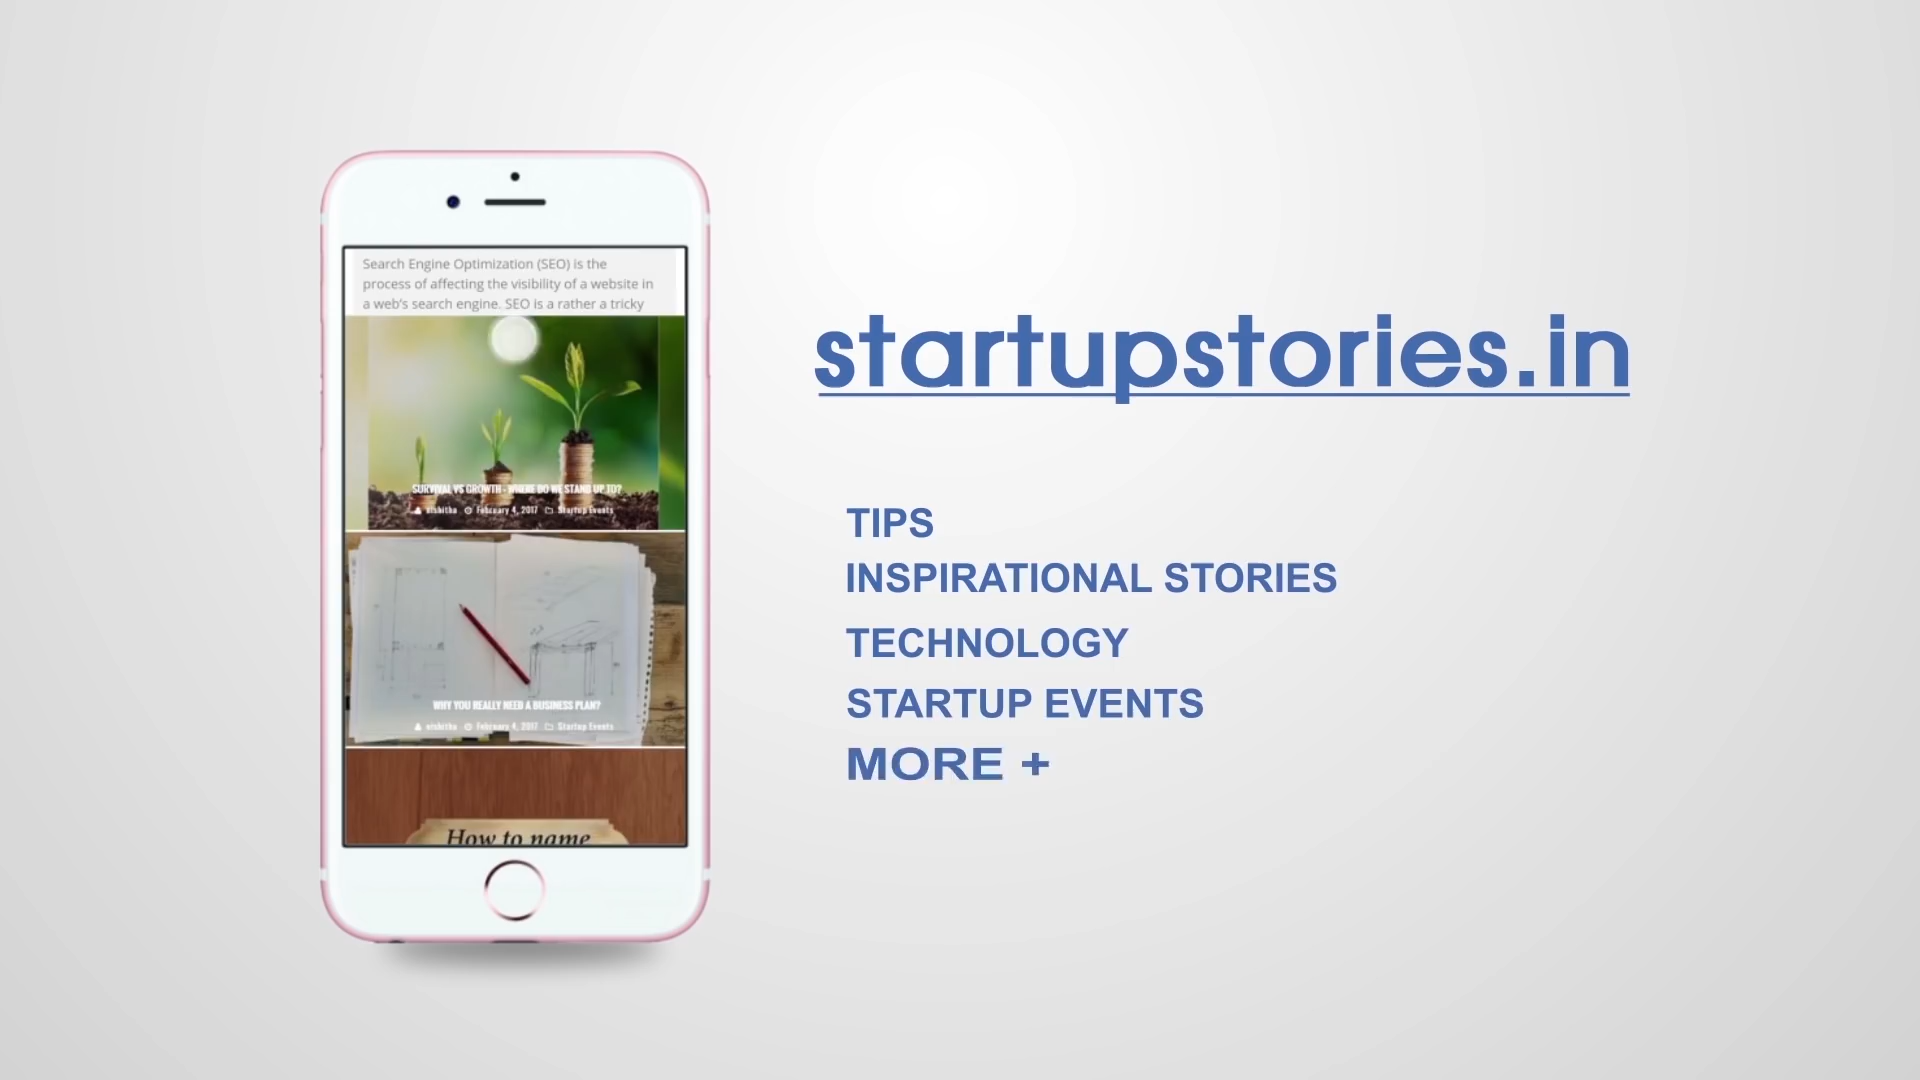 Search Engine Optimization (SEO) is the
process of affecting the visibility of a website in
a web's search engine. SEO is a rather a tricky
SURVIVAL VS GROWTH - WHERE DO WE STAND UP TO?
February 4, 2017 Startup Events
WHY YOU REALLY NEED A BUSINESS PLAN?
February 4, 2017 Startup Events
How to name
startupstories.in
TIPS
INSPIRATIONAL STORIES
TECHNOLOGY
STARTUP EVENTS
MORE +